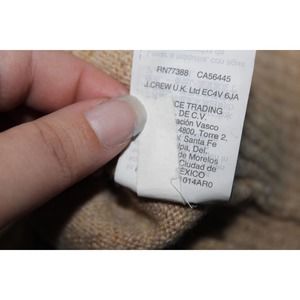 RN77388 CA56445
J.CREW U.K. Ltd EC4V 6JA
CE TRADING
DE C.V.
ación Vasco
4800, Torre 2,
Santa Fe
pa, Del.
de Morelos
Ciudad de
EXICO
1014AR0